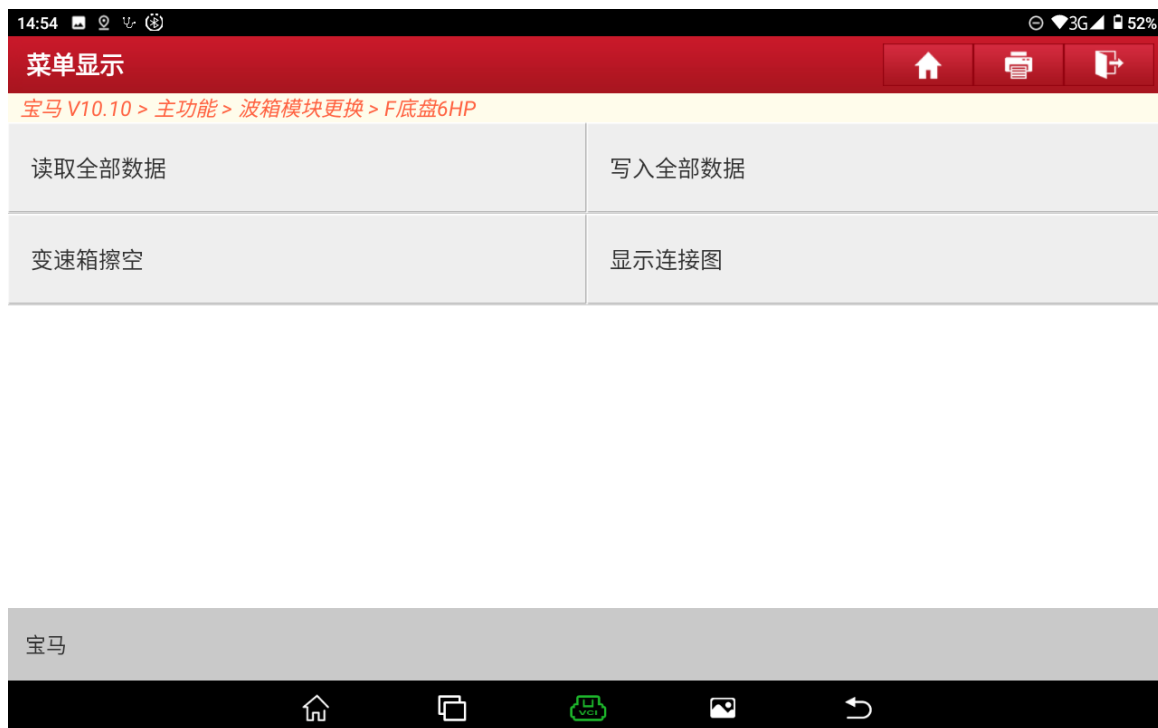 14:54 3G 52%
菜单显示
宝马 V10.10 > 主功能 > 波箱模块更换 > F底盘6HP
读取全部数据 写入全部数据
变速箱擦空 显示连接图
宝马
VCI